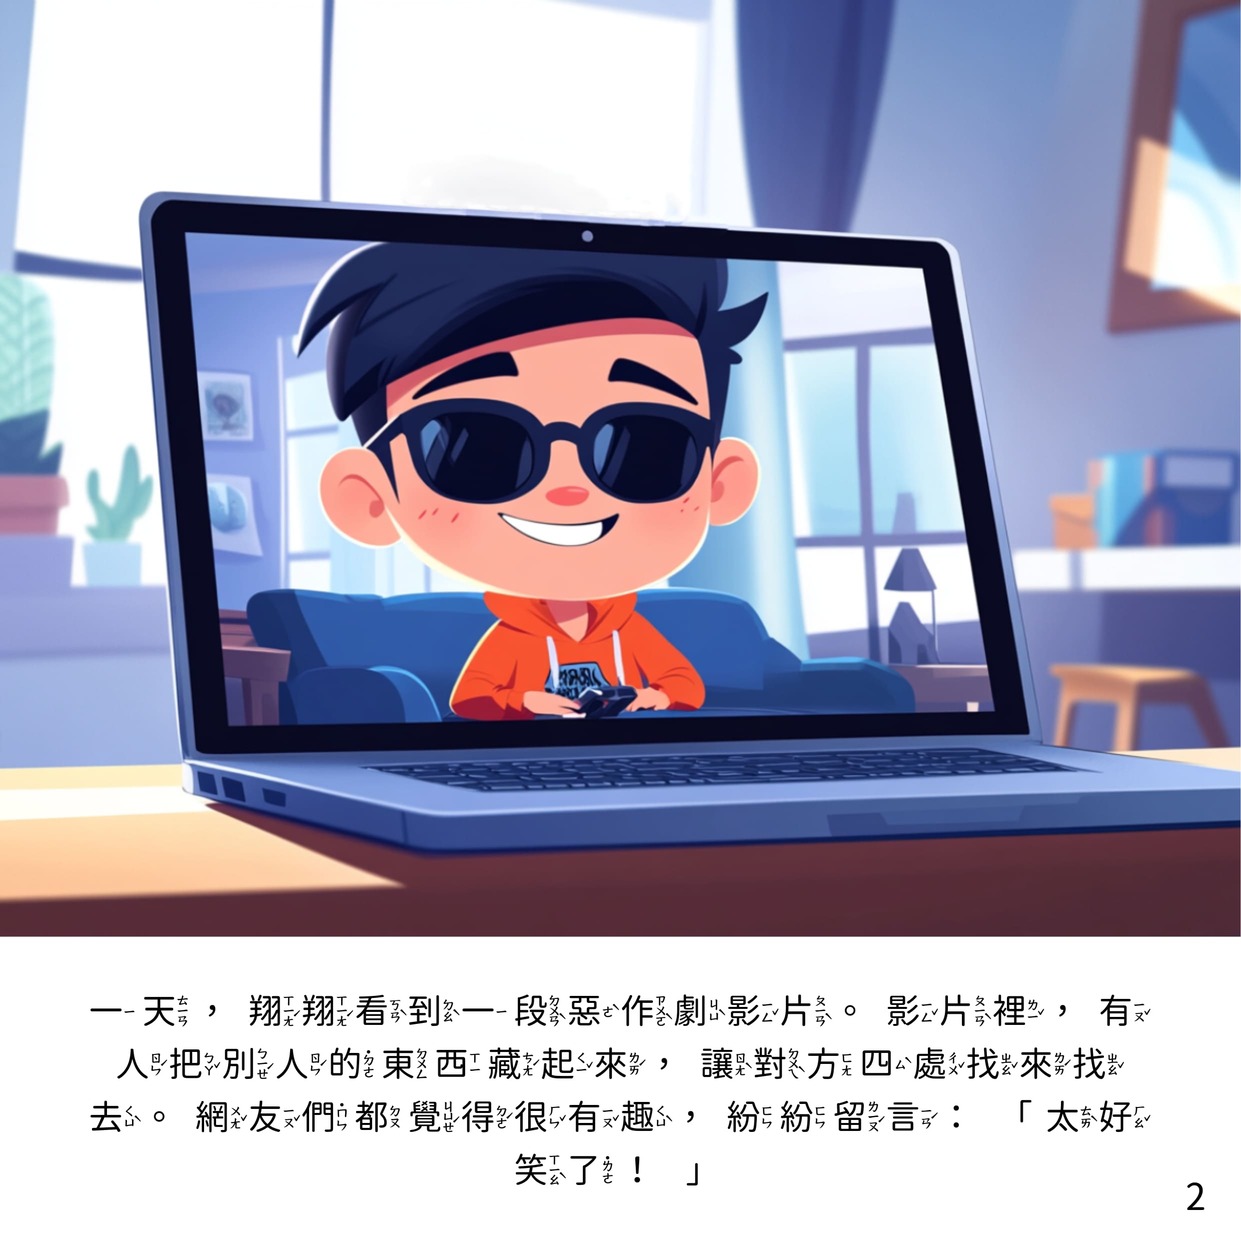 一天，翔翔看到一段惡作劇影片。影片裡，有
人把別人的東西藏起來，讓對方四處找來找
去。網友們都覺得很有趣，紛紛留言：「太好
笑了！」
2